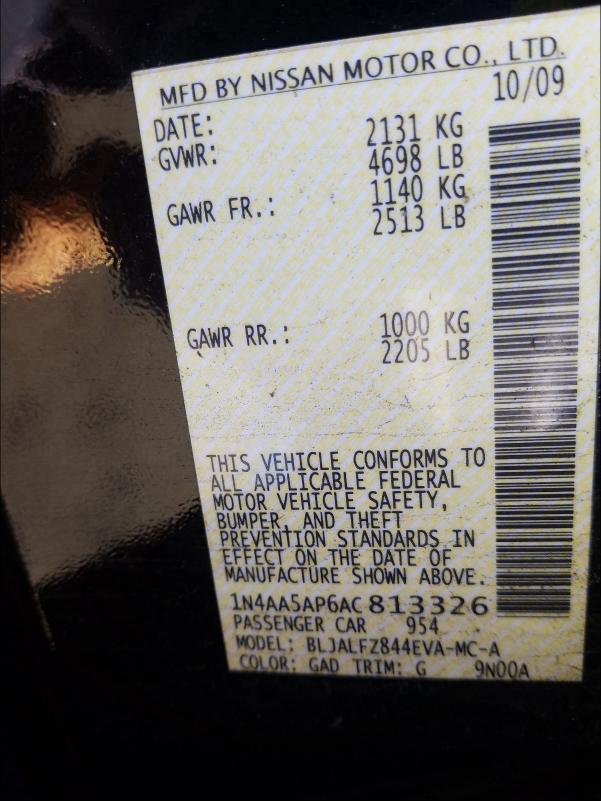 MFD BY NISSAN MOTOR CO., LTD.
DATE: 10/09
GVWR: 2131 KG
4698 LB
GAWR FR.: 1140 KG
2513 LB
GAWR RR.: 1000 KG
2205 LB
THIS VEHICLE CONFORMS TO
ALL APPLICABLE FEDERAL
MOTOR VEHICLE SAFETY,
BUMPER, AND THEFT
PREVENTION STANDARDS IN
EFFECT ON THE DATE OF
MANUFACTURE SHOWN ABOVE.
1N4AA5AP6AC813326
PASSENGER CAR 954
MODEL: BLJALFZ844EVA-MC-A
COLOR: GAD TRIM: G 9N00A